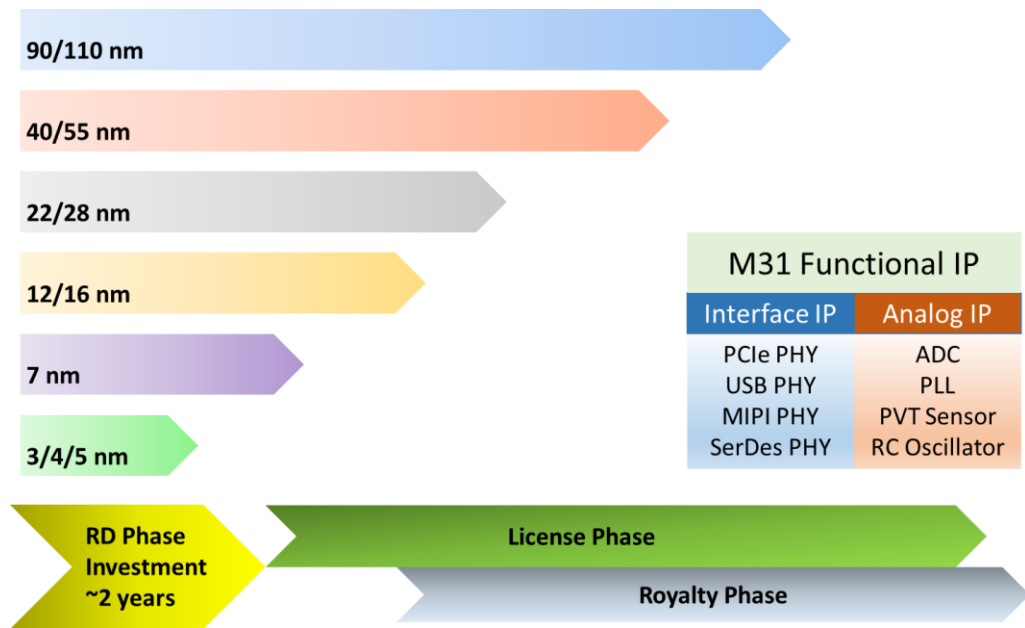 90/110 nm
40/55 nm
22/28 nm
12/16 nm
7 nm
3/4/5 nm
M31 Functional IP
Interface IP
Analog IP
PCIe PHY
ADC
USB PHY
PLL
MIPI PHY
PVT Sensor
SerDes PHY
RC Oscillator
RD Phase
Investment
~2 years
License Phase
Royalty Phase